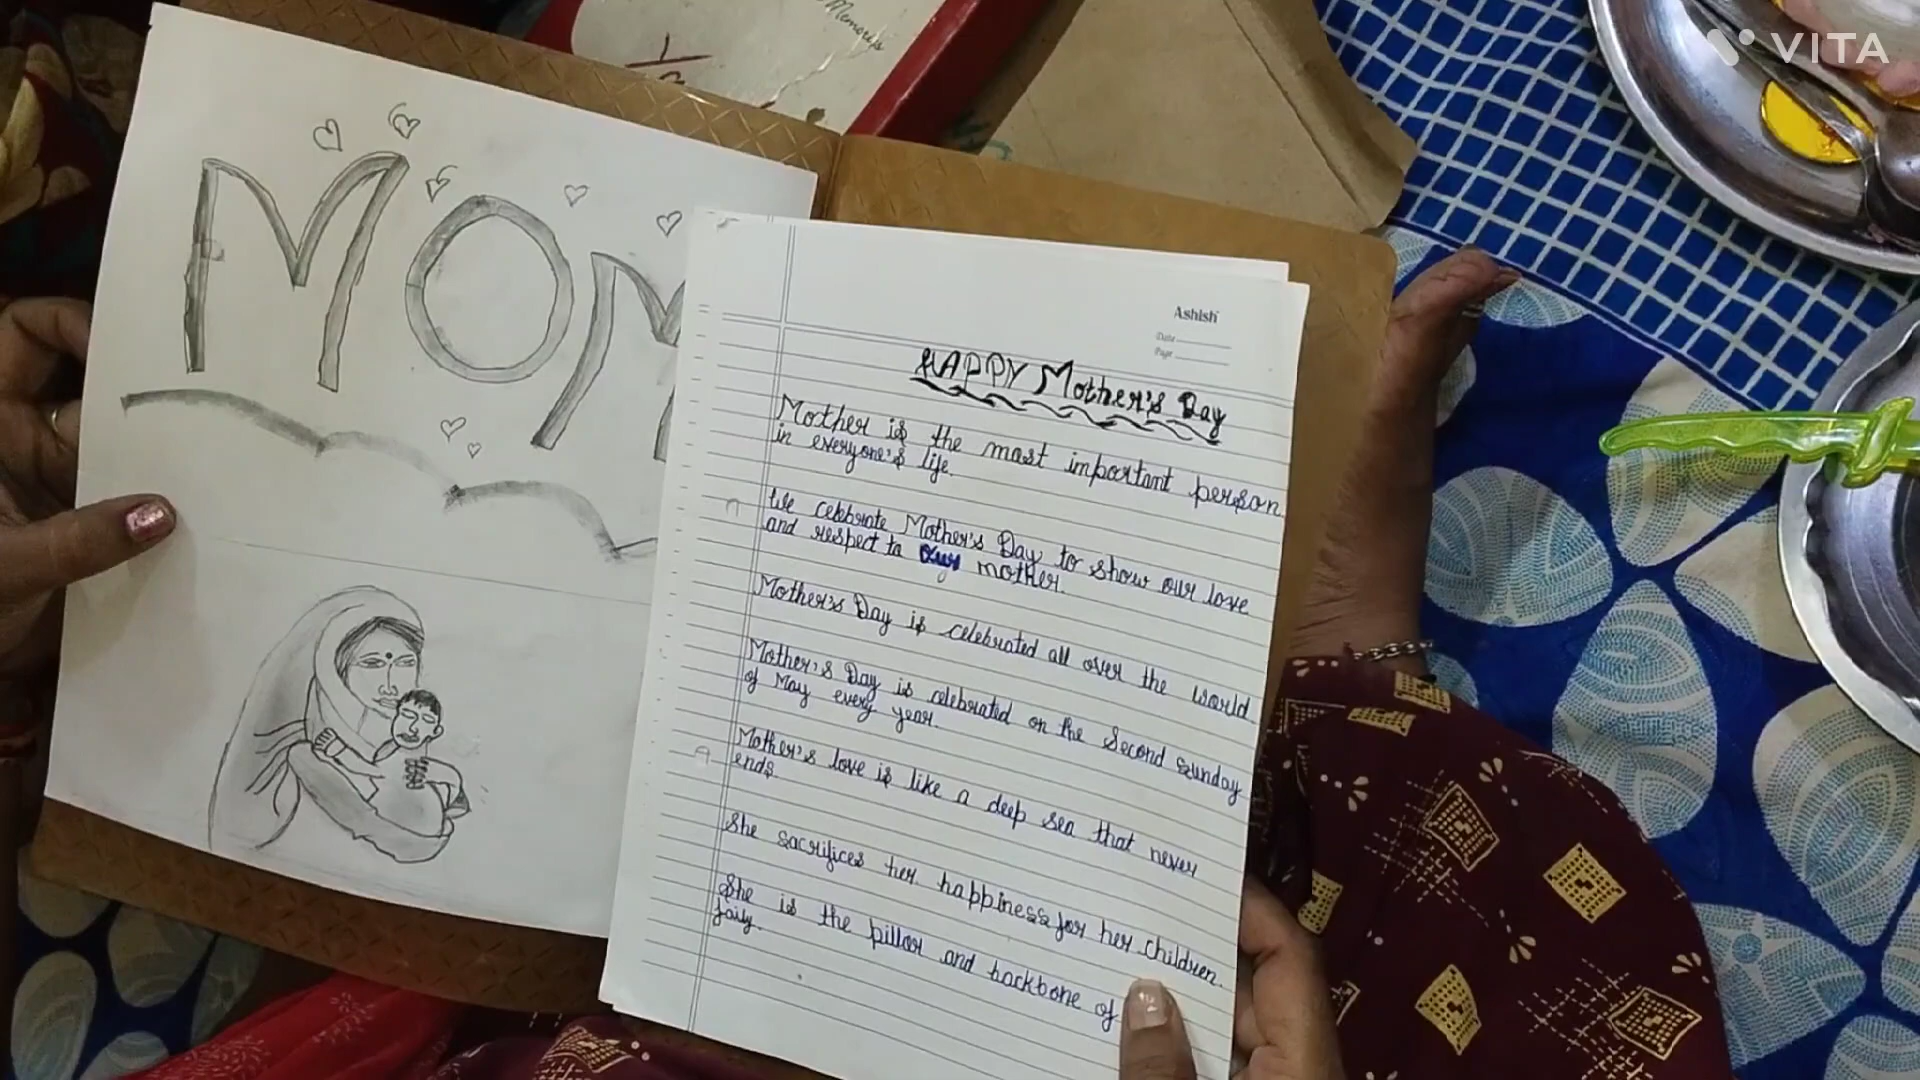 Memories
VITA
MOM
Ashish
Date
Page
HAPPY Mother's Day
Mother is the most important person
in everyone's life.
We celebrate Mother's Day to show our love
and respect to our mother.
Mother's Day is celebrated all over the world
Mother's Day is celebrated on the Second Sunday
of May every year.
Mother's love is like a deep sea that never
ends.
She sacrifices her happiness for her children.
She is the pillar and backbone of
faily.